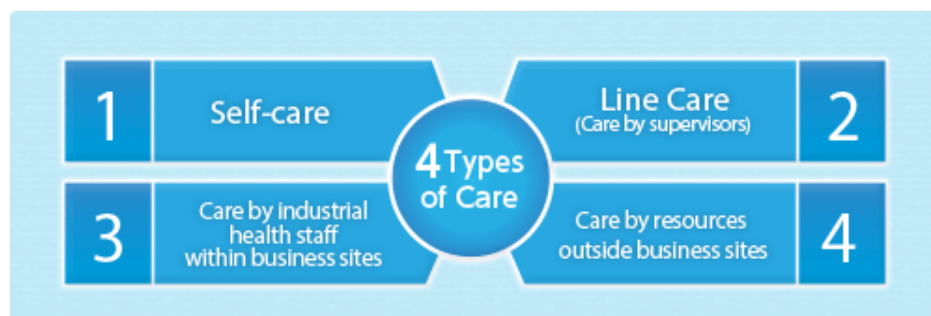 1
Self-care
Line Care
(Care by supervisors)
2
4 Types
of Care
3
Care by industrial
health staff
within business sites
Care by resources
outside business sites
4